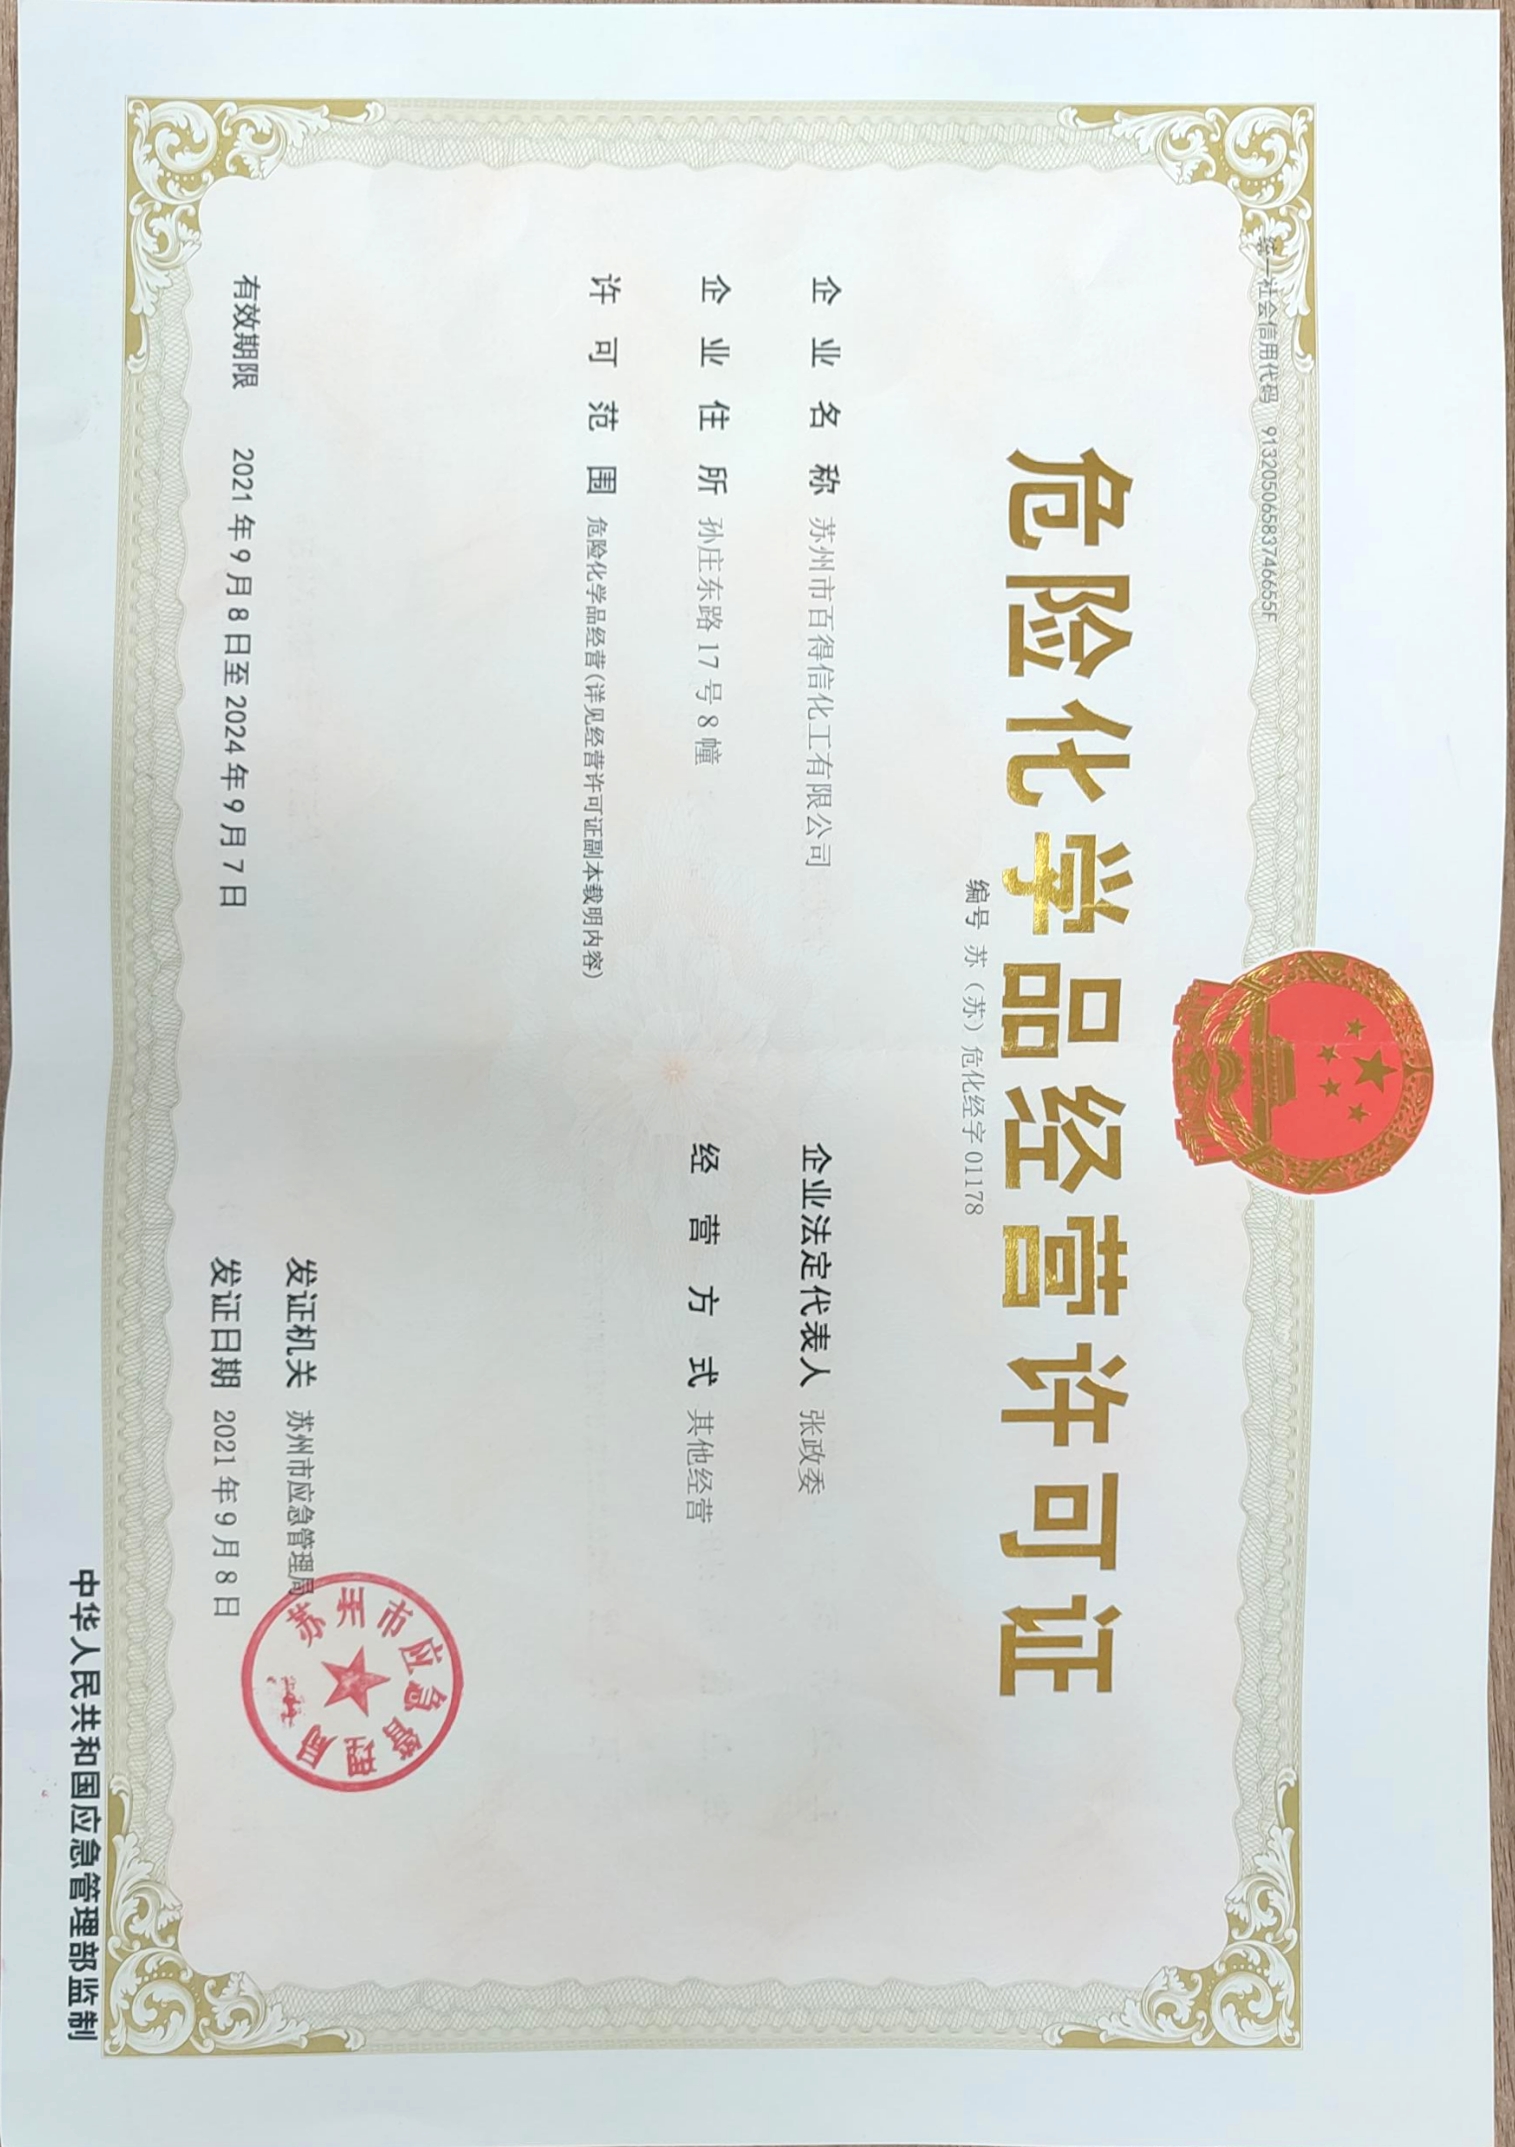 统一社会信用代码 91320506583746655F
危险化学品经营许可证
编号 苏（苏）危化经字01178
企业名称 苏州市百得信化工有限公司
企业法定代表人 张政委
企业住所 孙庄东路17号8幢
经营方式 其他经营
许可范围 危险化学品经营(详见经营许可证副本载明内容)
发证机关 苏州市应急管理局
有效期限 2021年9月8日至2024年9月7日
发证日期 2021年9月8日
苏州市应急管理局
中华人民共和国应急管理部监制